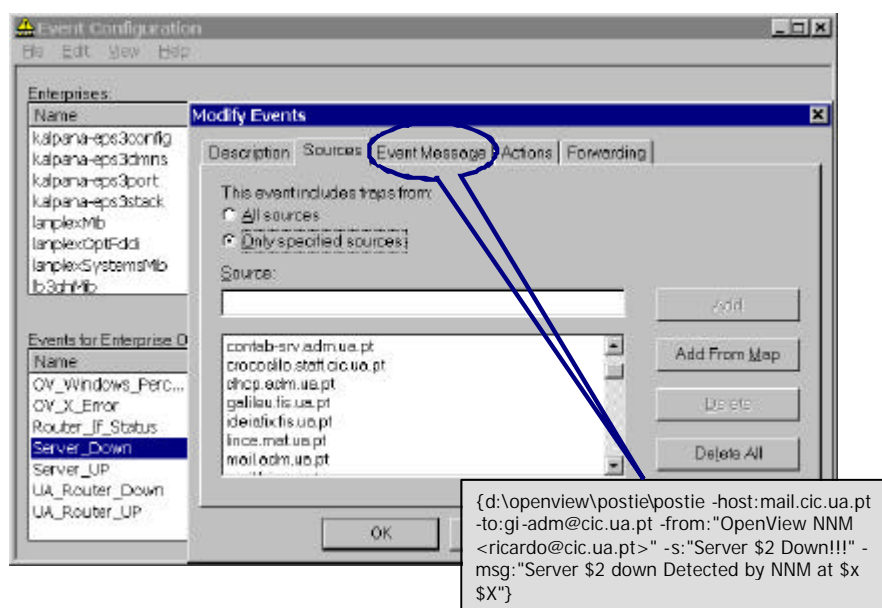 Event Configuration
File Edit View Help
Enterprises:
Name
kalpana-eps3config
kalpana-eps3dmns
kalpana-eps3port
kalpana-eps3stack
lanplexMib
lanplexOptFddi
lanplexSystemsMib
Modify Events
Description Sources Event Message Actions Forwarding
This event includes traps from:
All sources
Only specified sources:
Source:
Add
Add From Map
Delete
Delete All
contab-srv.adm.ua.pt
crocodilo.staff.cic.ua.pt
dhcp.adm.ua.pt
galileu.fis.ua.pt
ideiafix.fis.ua.pt
lince.mat.ua.pt
mail.adm.ua.pt
Events for Enterprise O
Name
OV_Windows_Perc...
OV_X_Error
Router_If_Status
Server_Down
Server_UP
UA_Router_Down
UA_Router_UP
OK
{d:\openview\postie\postie -host:mail.cic.ua.pt
-to:gi-adm@cic.ua.pt -from:"OpenView NNM
<ricardo@cic.ua.pt>" -s:"Server $2 Down!!!" -
msg:"Server $2 down Detected by NNM at $x
$X"}